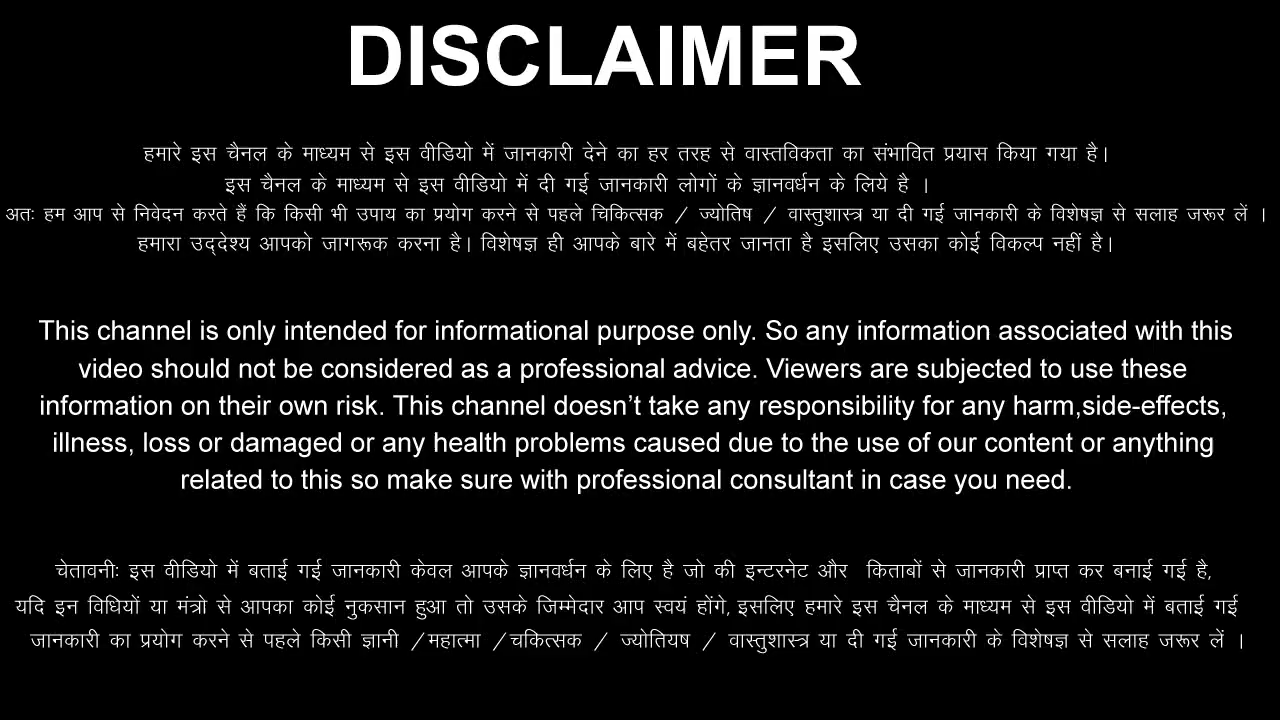 DISCLAIMER
हमारे इस चैनल के माध्यम से इस वीडियो में जानकारी देने का हर तरह से वास्तविकता का संभावित प्रयास किया गया है।
इस चैनल के माध्यम से इस वीडियो में दी गई जानकारी लोगों के ज्ञानवर्धन के लिये है ।
अतः हम आप से निवेदन करते हैं कि किसी भी उपाय का प्रयोग करने से पहले चिकित्सक / ज्योतिष / वास्तुशास्त्र या दी गई जानकारी के विशेषज्ञ से सलाह जरूर लें ।
हमारा उद्देश्य आपको जागरूक करना है। विशेषज्ञ ही आपके बारे में बहेतर जानता है इसलिए उसका कोई विकल्प नहीं है।
This channel is only intended for informational purpose only. So any information associated with this
video should not be considered as a professional advice. Viewers are subjected to use these
information on their own risk. This channel doesn’t take any responsibility for any harm,side-effects,
illness, loss or damaged or any health problems caused due to the use of our content or anything
related to this so make sure with professional consultant in case you need.
चेतावनीः इस वीडियो में बताई गई जानकारी केवल आपके ज्ञानवर्धन के लिए है जो की इन्टरनेट और किताबों से जानकारी प्राप्त कर बनाई गई है,
यदि इन विधियों या मंत्रो से आपका कोई नुकसान हुआ तो उसके जिम्मेदार आप स्वयं होंगे, इसलिए हमारे इस चैनल के माध्यम से इस वीडियो में बताई गई
जानकारी का प्रयोग करने से पहले किसी ज्ञानी /महात्मा /चकित्सक / ज्योतियष / वास्तुशास्त्र या दी गई जानकारी के विशेषज्ञ से सलाह जरूर लें ।